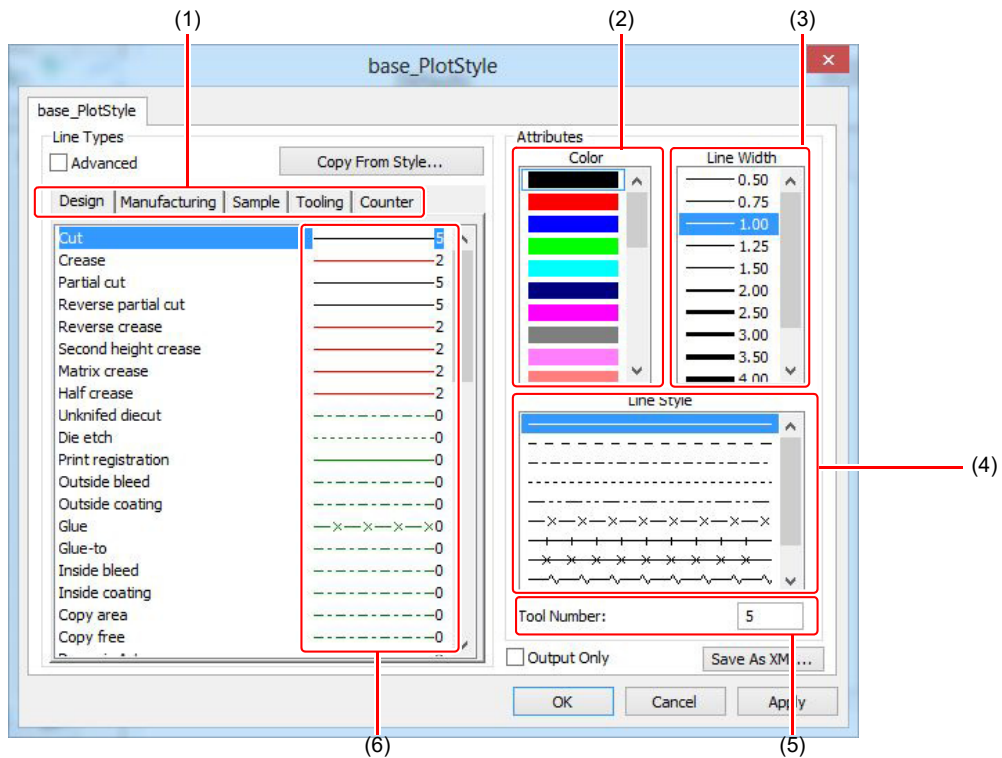 (1)
(2)
(3)
base_PlotStyle
base_PlotStyle
Line Types
Advanced
Copy From Style...
Design
Manufacturing
Sample
Tooling
Counter
Cut 5
Crease 2
Partial cut 5
Reverse partial cut 5
Reverse crease 2
Second height crease 2
Matrix crease 2
Half crease 2
Unknifed diecut 0
Die etch 0
Print registration 0
Outside bleed 0
Outside coating 0
Glue 0
Glue-to 0
Inside bleed 0
Inside coating 0
Copy area 0
Copy free 0
Attributes
Color
Line Width
0.50
0.75
1.00
1.25
1.50
2.00
2.50
3.00
3.50
4.00
Line Style
(4)
Tool Number: 5
Output Only
Save As XM...
OK
Cancel
Apply
(6)
(5)